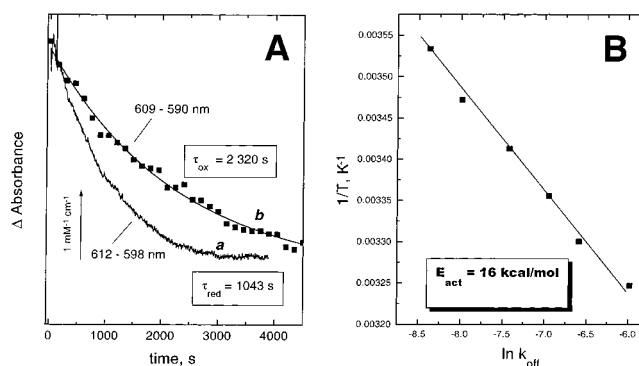 A
609 - 590 nm
τox = 2 320 s
b
a
612 - 598 nm
τred = 1043 s
1 mM-1 cm-1
Δ Absorbance
0 1000 2000 3000 4000
time, s
B
0.00355
0.00350
0.00345
0.00340
0.00335
0.00330
0.00325
0.00320
1/T, K-1
Eact = 16 kcal/mol
-8.5 -8.0 -7.5 -7.0 -6.5 -6.0
ln koff